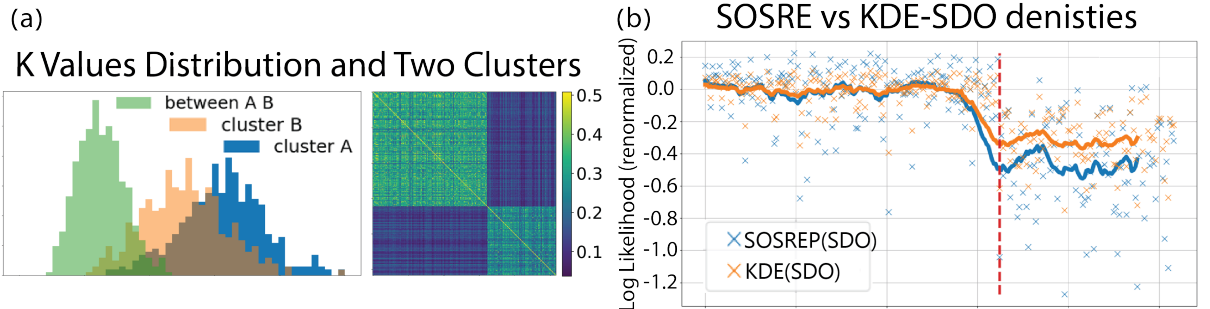 (a)
K Values Distribution and Two Clusters
between A B
cluster B
cluster A
0.5
0.4
0.3
0.2
0.1
(b)
SOSRE vs KDE-SDO denisties
Log Likelihood (renormalized)
0.2
0.0
-0.2
-0.4
-0.6
-0.8
-1.0
-1.2
SOSREP(SDO)
KDE(SDO)